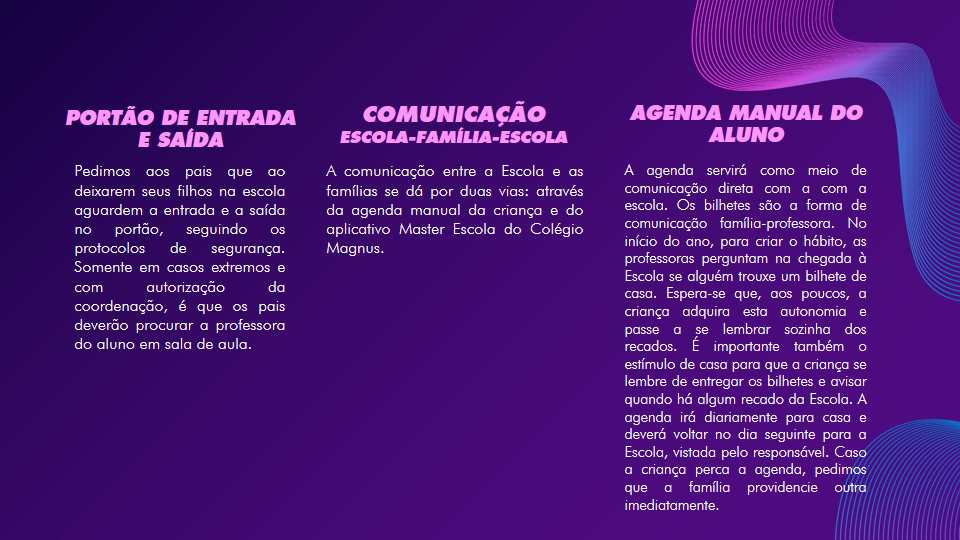 PORTÃO DE ENTRADA
E SAÍDA
Pedimos aos pais que ao
deixarem seus filhos na escola
aguardem a entrada e a saída
no portão, seguindo os
protocolos de segurança.
Somente em casos extremos e
com autorização da
coordenação, é que os pais
deverão procurar a professora
do aluno em sala de aula.
COMUNICAÇÃO
ESCOLA-FAMÍLIA-ESCOLA
A comunicação entre a Escola e as
famílias se dá por duas vias: através
da agenda manual da criança e do
aplicativo Master Escola do Colégio
Magnus.
AGENDA MANUAL DO
ALUNO
A agenda servirá como meio de
comunicação direta com a com a
escola. Os bilhetes são a forma de
comunicação família-professora. No
início do ano, para criar o hábito, as
professoras perguntam na chegada à
Escola se alguém trouxe um bilhete de
casa. Espera-se que, aos poucos, a
criança adquira esta autonomia e
passe a se lembrar sozinha dos
recados. É importante também o
estímulo de casa para que a criança se
lembre de entregar os bilhetes e avisar
quando há algum recado da Escola. A
agenda irá diariamente para casa e
deverá voltar no dia seguinte para a
Escola, vistada pelo responsável. Caso
a criança perca a agenda, pedimos
que a família providencie outra
imediatamente.